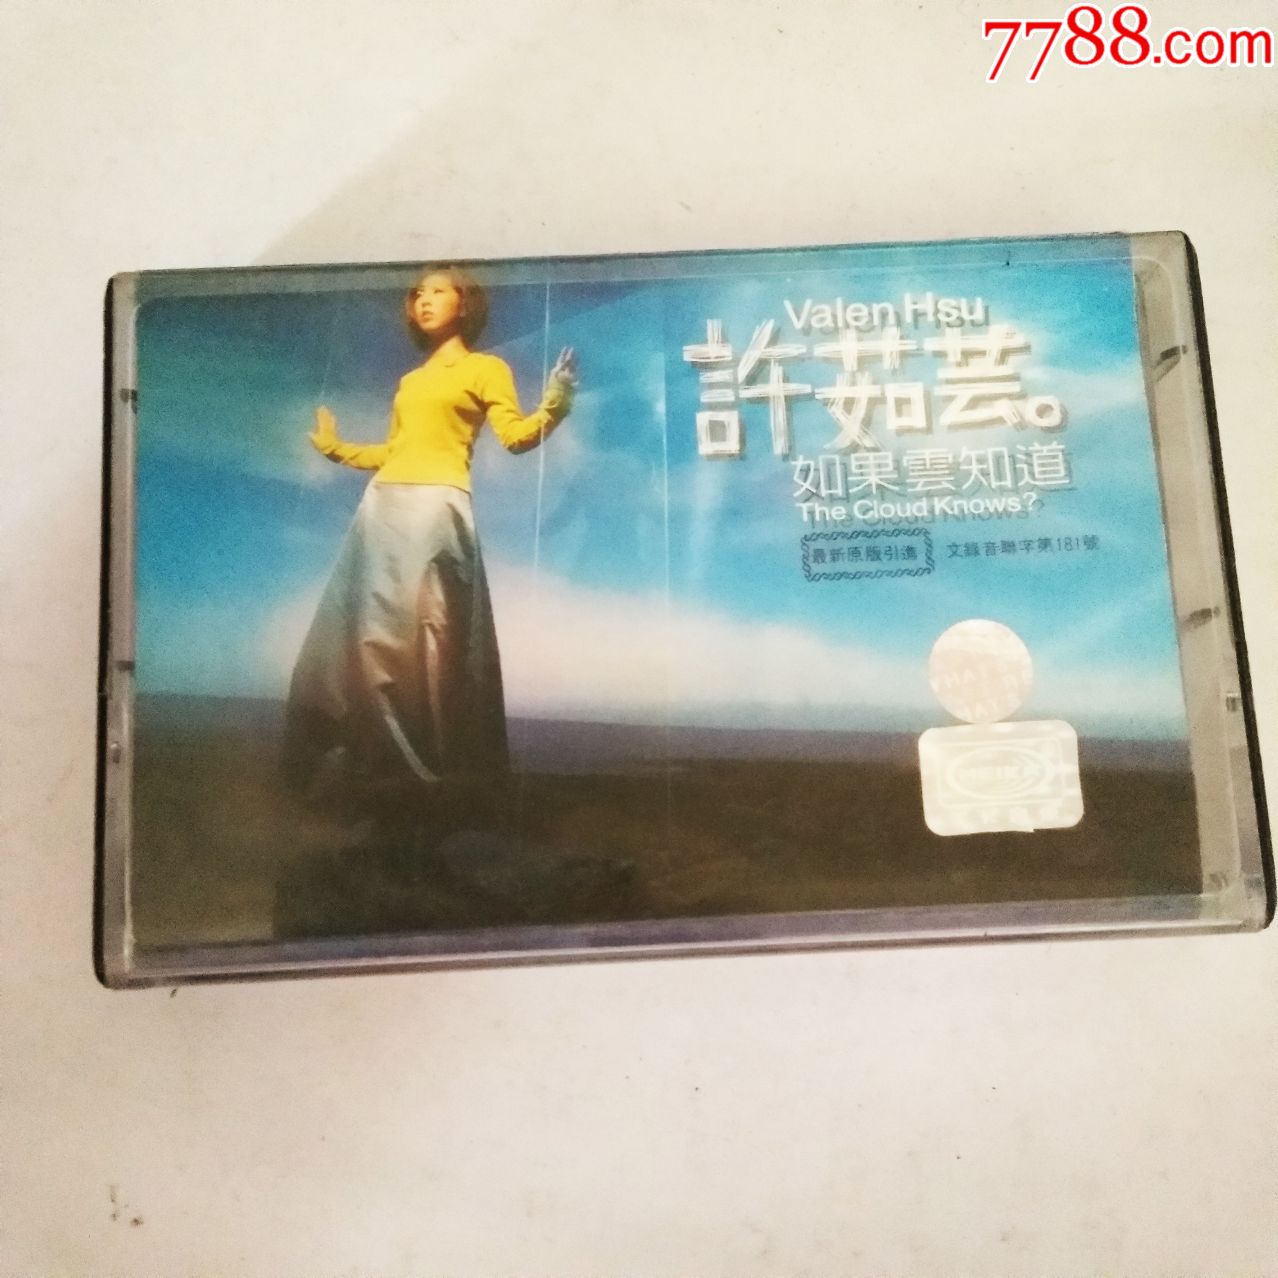 7788.com
Valen Hsu
許茹芸。
如果雲知道
The Cloud Knows?
最新原版引進 文錄音聯字第181號